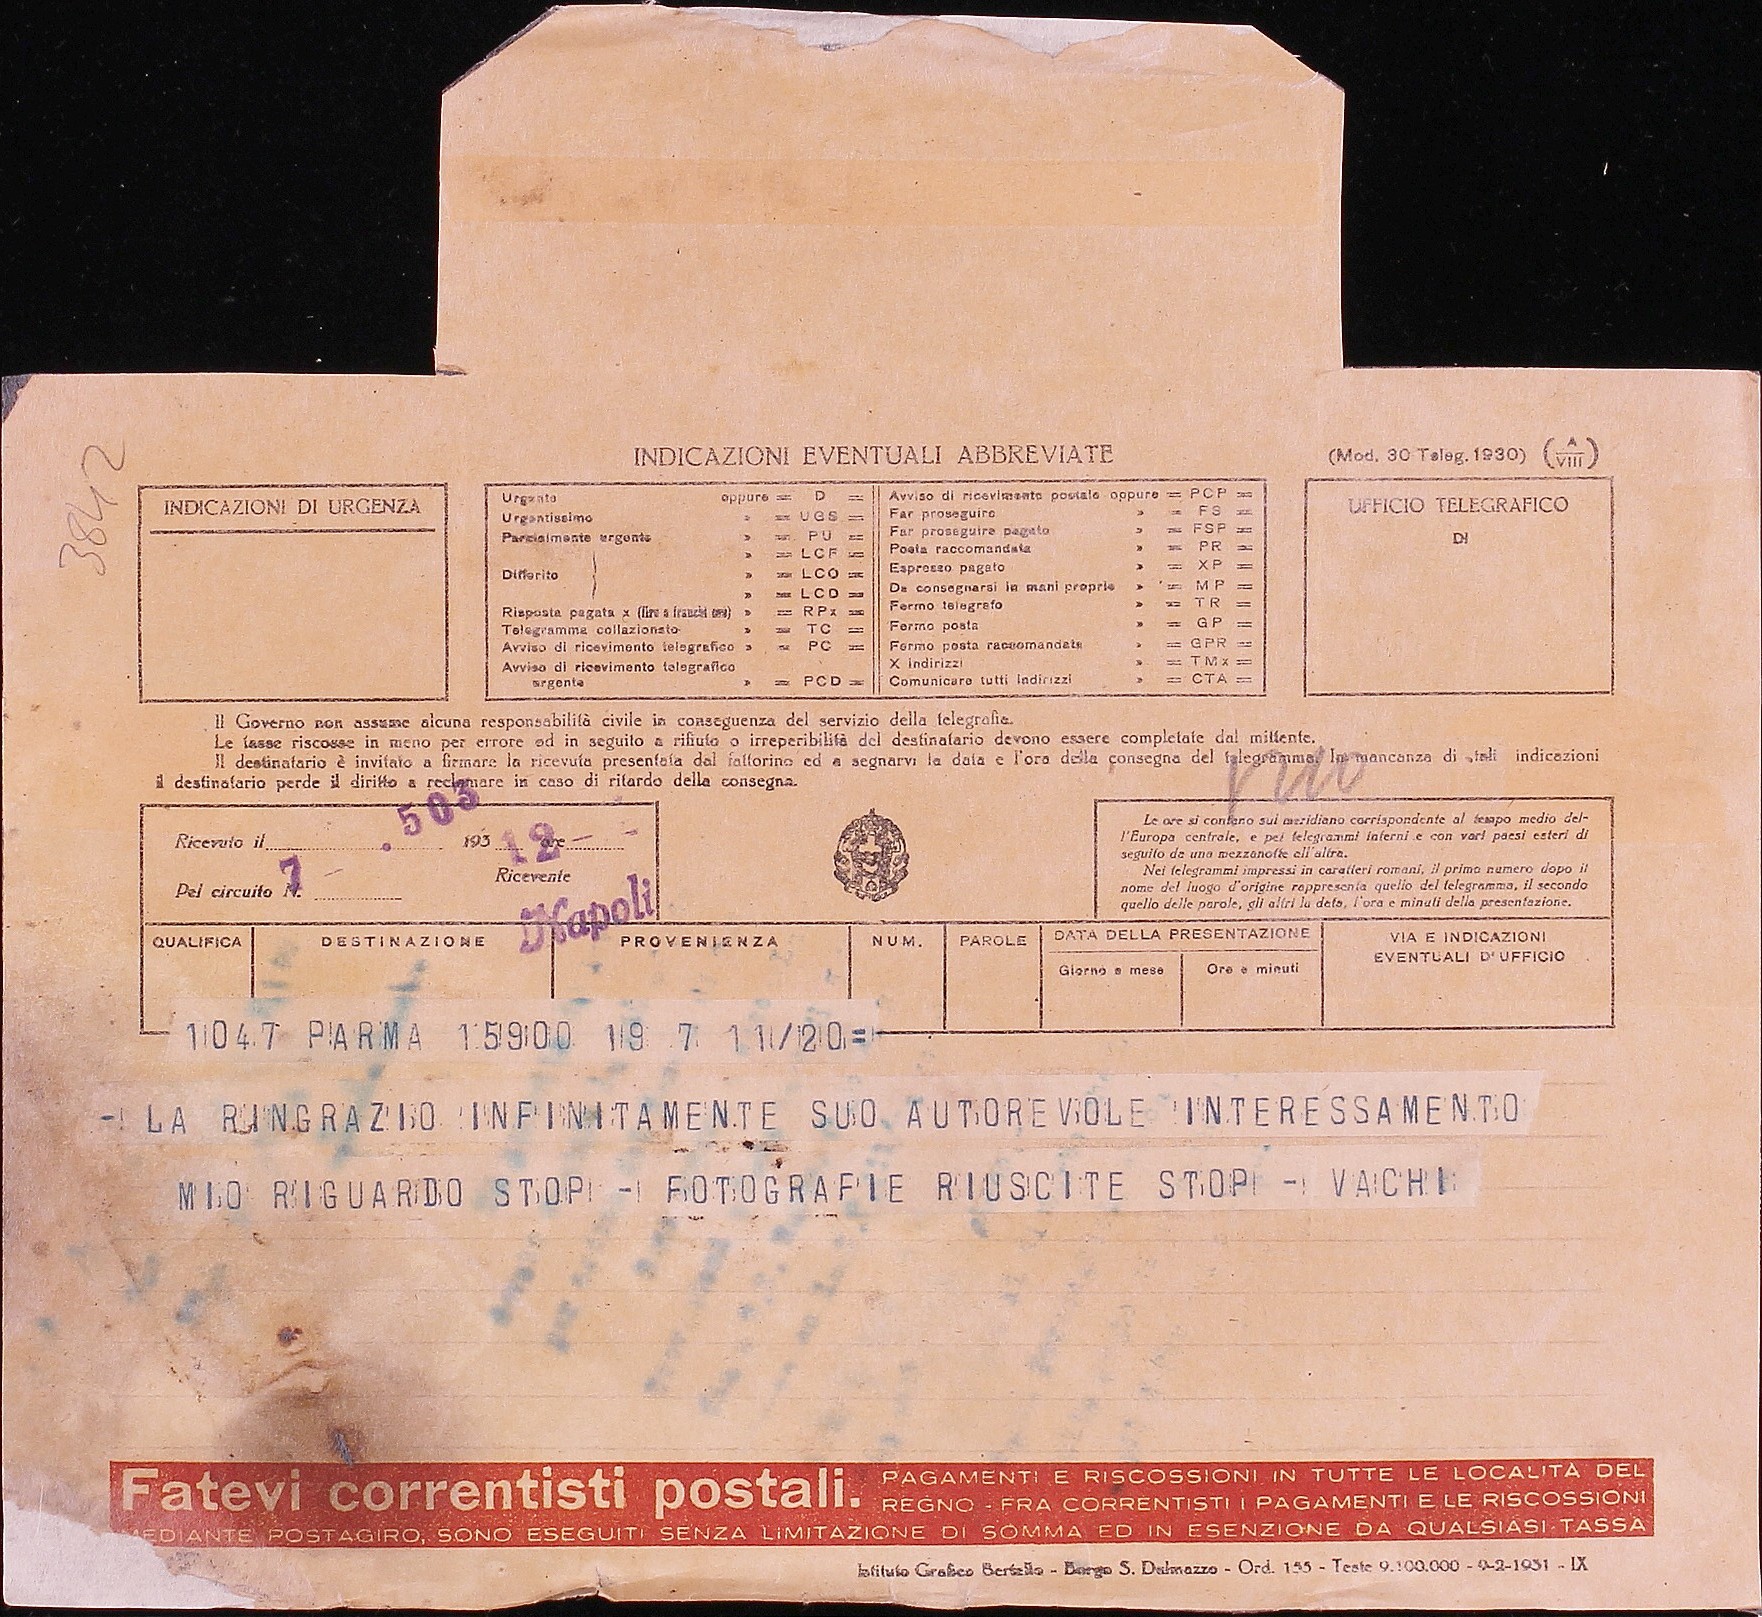 3842
INDICAZIONI EVENTUALI ABBREVIATE
(Mod. 30 Teleg. 1930) (A/VIII)
INDICAZIONI DI URGENZA
Urgente oppure = D =
Urgentissimo » = UGS =
Parzialmente urgente » = PU =
» = LCF =
Differito » = LCO =
» = LCD =
Risposta pagata x (lire o franchi oro) » = RPx =
Telegramma collazionato » = TC =
Avviso di ricevimento telegrafico » = PC =
Avviso di ricevimento telegrafico
urgente » = PCD =
Avviso di ricevimento postale oppure = PCP =
Far proseguire » = FS =
Far proseguire pagato » = FSP =
Posta raccomandata » = PR =
Espresso pagato » = XP =
Da consegnarsi in mani proprie » = MP =
Fermo telegrafo » = TR =
Fermo posta » = GP =
Fermo posta raccomandata » = GPR =
X indirizzi » = TMx =
Comunicare tutti indirizzi » = CTA =
UFFICIO TELEGRAFICO
DI
Il Governo non assume alcuna responsabilità civile in conseguenza del servizio della telegrafia.
Le tasse riscosse in meno per errore od in seguito a rifiuto o irreperibilità del destinatario devono essere completate dal mittente.
Il destinatario è invitato a firmare la ricevuta presentata dal fattorino ed a segnarvi la data e l'ora della consegna del telegramma. In mancanza di tali indicazioni
il destinatario perde il diritto a reclamare in caso di ritardo della consegna.
.503
Ricevuto il 193 ore
12
7
Pel circuito N. Ricevente
Napoli
Le ore si contano sul meridiano corrispondente al tempo medio del-
l'Europa centrale, e pei telegrammi interni e con vari paesi esteri di
seguito da una mezzanotte all'altra.
Nei telegrammi impressi in caratteri romani, il primo numero dopo il
nome del luogo d'origine rappresenta quello del telegramma, il secondo
quello delle parole, gli altri la data, l'ora e minuti della presentazione.
QUALIFICA DESTINAZIONE PROVENIENZA NUM. PAROLE DATA DELLA PRESENTAZIONE
Giorno e mese Ore e minuti
VIA E INDICAZIONI
EVENTUALI D'UFFICIO
1047 PARMA 15900 19 7 11/20=
- LA RINGRAZIO INFINITAMENTE SUO AUTOREVOLE INTERESSAMENTO
MIO RIGUARDO STOP - FOTOGRAFIE RIUSCITE STOP - VACHI
Fatevi correntisti postali. PAGAMENTI E RISCOSSIONI IN TUTTE LE LOCALITÀ DEL
REGNO - FRA CORRENTISTI I PAGAMENTI E LE RISCOSSIONI
MEDIANTE POSTAGIRO, SONO ESEGUITI SENZA LIMITAZIONE DI SOMMA ED IN ESENZIONE DA QUALSIASI TASSA
Istituto Grafico Bertello - Borgo S. Dalmazzo - Ord. 155 - Teste 9.100.000 - 9-2-1931 - IX